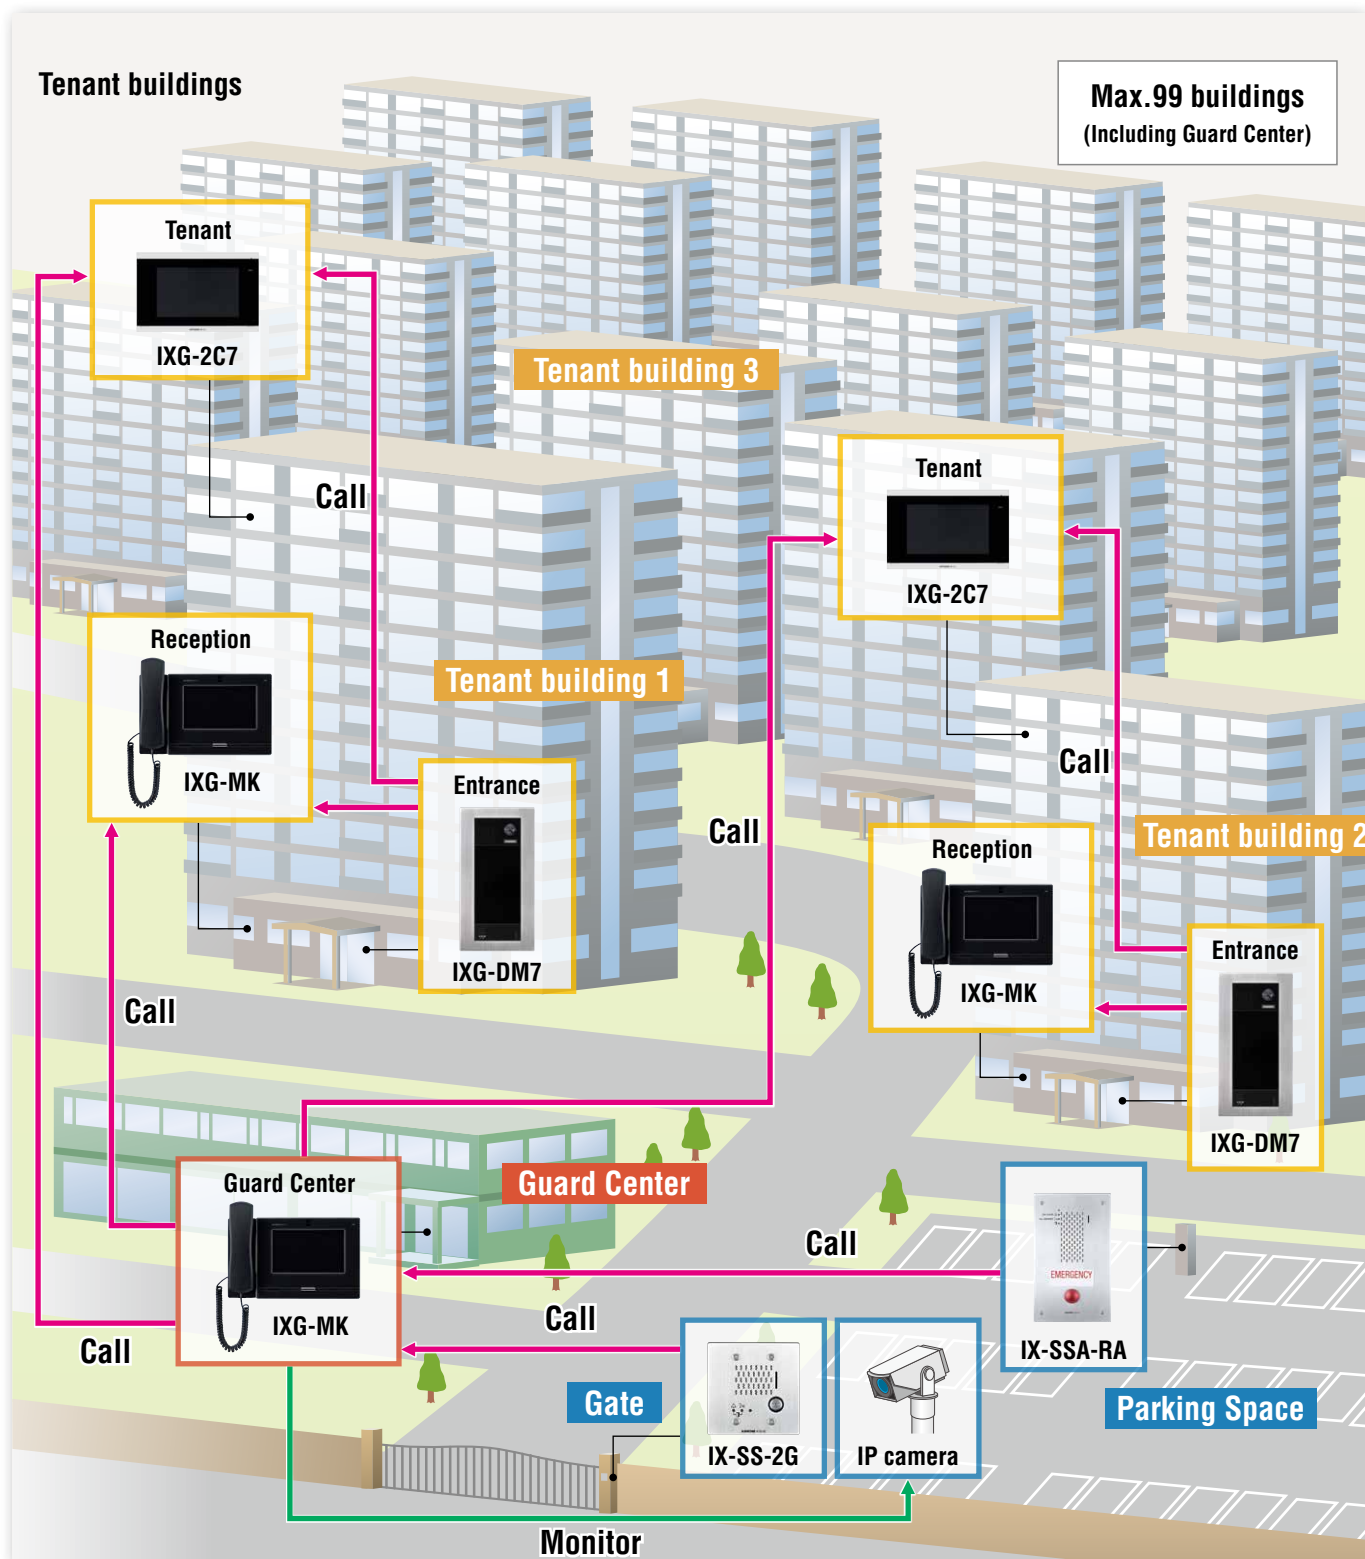 Tenant buildings
Max.99 buildings
(Including Guard Center)
Tenant
IXG-2C7
Tenant building 3
Call
Tenant
IXG-2C7
Reception
IXG-MK
Tenant building 1
Call
Entrance
IXG-DM7
Call
Tenant building 2
Reception
IXG-MK
Entrance
IXG-DM7
Call
Guard Center
IXG-MK
Guard Center
Call
EMERGENCY
IX-SSA-RA
Call
Call
Gate
IX-SS-2G
IP camera
Parking Space
Monitor